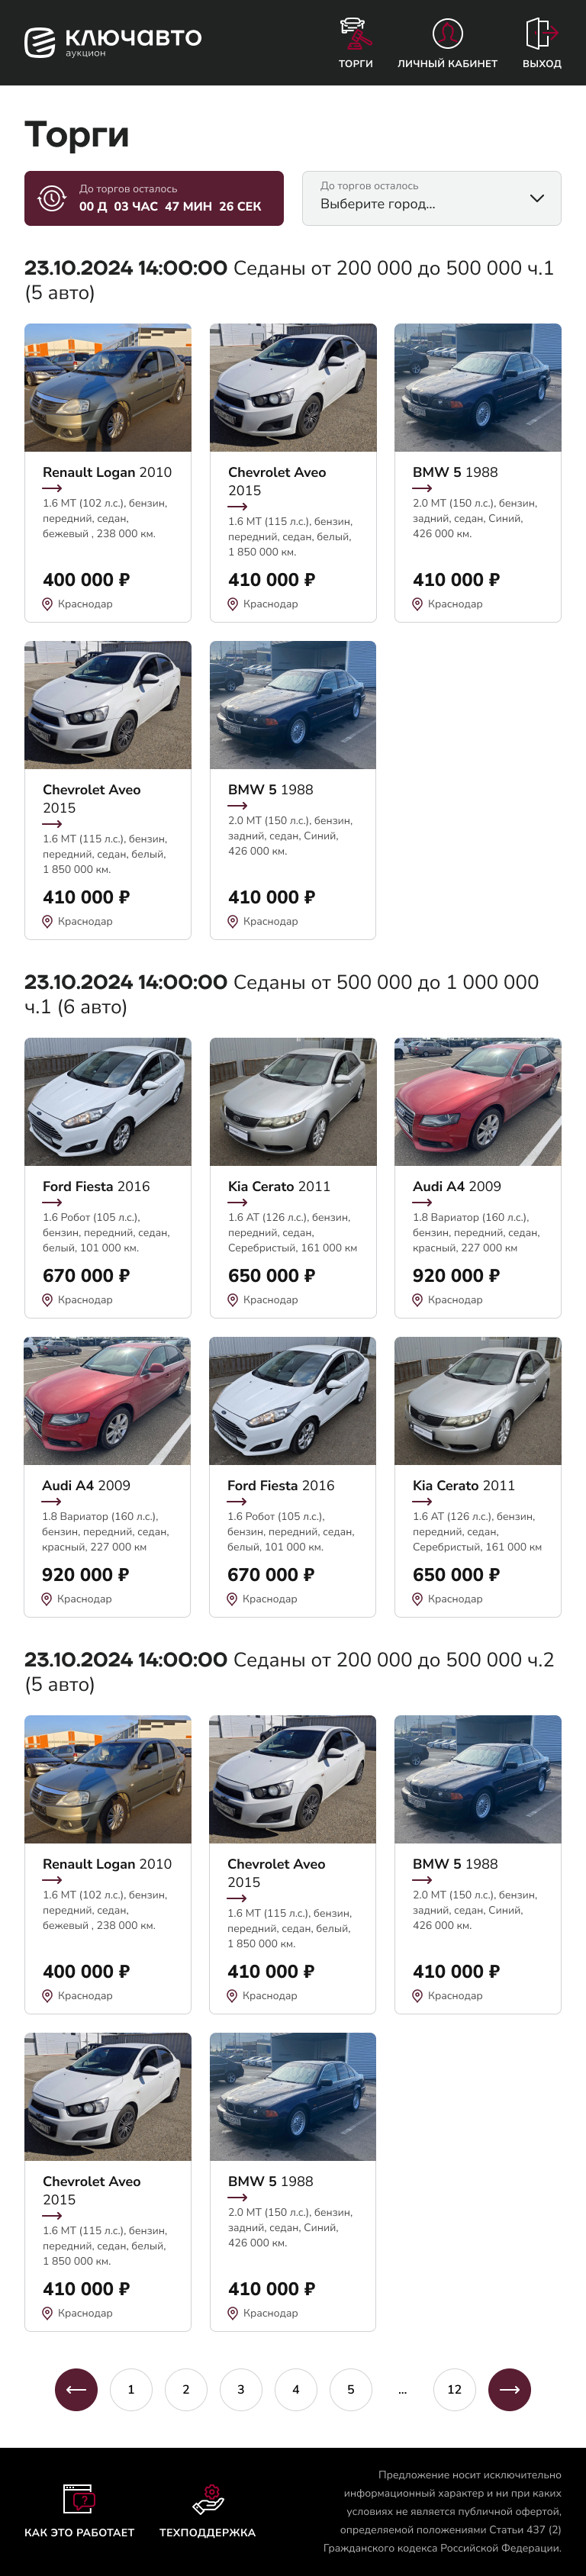 ключавто
аукцион
ТОРГИ
ЛИЧНЫЙ КАБИНЕТ
ВЫХОД
Торги
До торгов осталось
00 Д 03 ЧАС 47 МИН 26 СЕК
До торгов осталось
Выберите город...
23.10.2024 14:00:00 Седаны от 200 000 до 500 000 ч.1
(5 авто)
Renault Logan 2010
1.6 МТ (102 л.с.), бензин,
передний, седан,
бежевый , 238 000 км.
400 000 ₽
Краснодар
Chevrolet Aveo
2015
1.6 МТ (115 л.с.), бензин,
передний, седан, белый,
1 850 000 км.
410 000 ₽
Краснодар
BMW 5 1988
2.0 МТ (150 л.с.), бензин,
задний, седан, Синий,
426 000 км.
410 000 ₽
Краснодар
Chevrolet Aveo
2015
1.6 МТ (115 л.с.), бензин,
передний, седан, белый,
1 850 000 км.
410 000 ₽
Краснодар
BMW 5 1988
2.0 МТ (150 л.с.), бензин,
задний, седан, Синий,
426 000 км.
410 000 ₽
Краснодар
23.10.2024 14:00:00 Седаны от 500 000 до 1 000 000
ч.1 (6 авто)
Ford Fiesta 2016
1.6 Робот (105 л.с.),
бензин, передний, седан,
белый, 101 000 км.
670 000 ₽
Краснодар
Kia Cerato 2011
1.6 АТ (126 л.с.), бензин,
передний, седан,
Серебристый, 161 000 км
650 000 ₽
Краснодар
Audi A4 2009
1.8 Вариатор (160 л.с.),
бензин, передний, седан,
красный, 227 000 км
920 000 ₽
Краснодар
Audi A4 2009
1.8 Вариатор (160 л.с.),
бензин, передний, седан,
красный, 227 000 км
920 000 ₽
Краснодар
Ford Fiesta 2016
1.6 Робот (105 л.с.),
бензин, передний, седан,
белый, 101 000 км.
670 000 ₽
Краснодар
Kia Cerato 2011
1.6 АТ (126 л.с.), бензин,
передний, седан,
Серебристый, 161 000 км
650 000 ₽
Краснодар
23.10.2024 14:00:00 Седаны от 200 000 до 500 000 ч.2
(5 авто)
Renault Logan 2010
1.6 МТ (102 л.с.), бензин,
передний, седан,
бежевый , 238 000 км.
400 000 ₽
Краснодар
Chevrolet Aveo
2015
1.6 МТ (115 л.с.), бензин,
передний, седан, белый,
1 850 000 км.
410 000 ₽
Краснодар
BMW 5 1988
2.0 МТ (150 л.с.), бензин,
задний, седан, Синий,
426 000 км.
410 000 ₽
Краснодар
Chevrolet Aveo
2015
1.6 МТ (115 л.с.), бензин,
передний, седан, белый,
1 850 000 км.
410 000 ₽
Краснодар
BMW 5 1988
2.0 МТ (150 л.с.), бензин,
задний, седан, Синий,
426 000 км.
410 000 ₽
Краснодар
1 2 3 4 5 ... 12
КАК ЭТО РАБОТАЕТ
ТЕХПОДДЕРЖКА
Предложение носит исключительно
информационный характер и ни при каких
условиях не является публичной офертой,
определяемой положениями Статьи 437 (2)
Гражданского кодекса Российской Федерации.